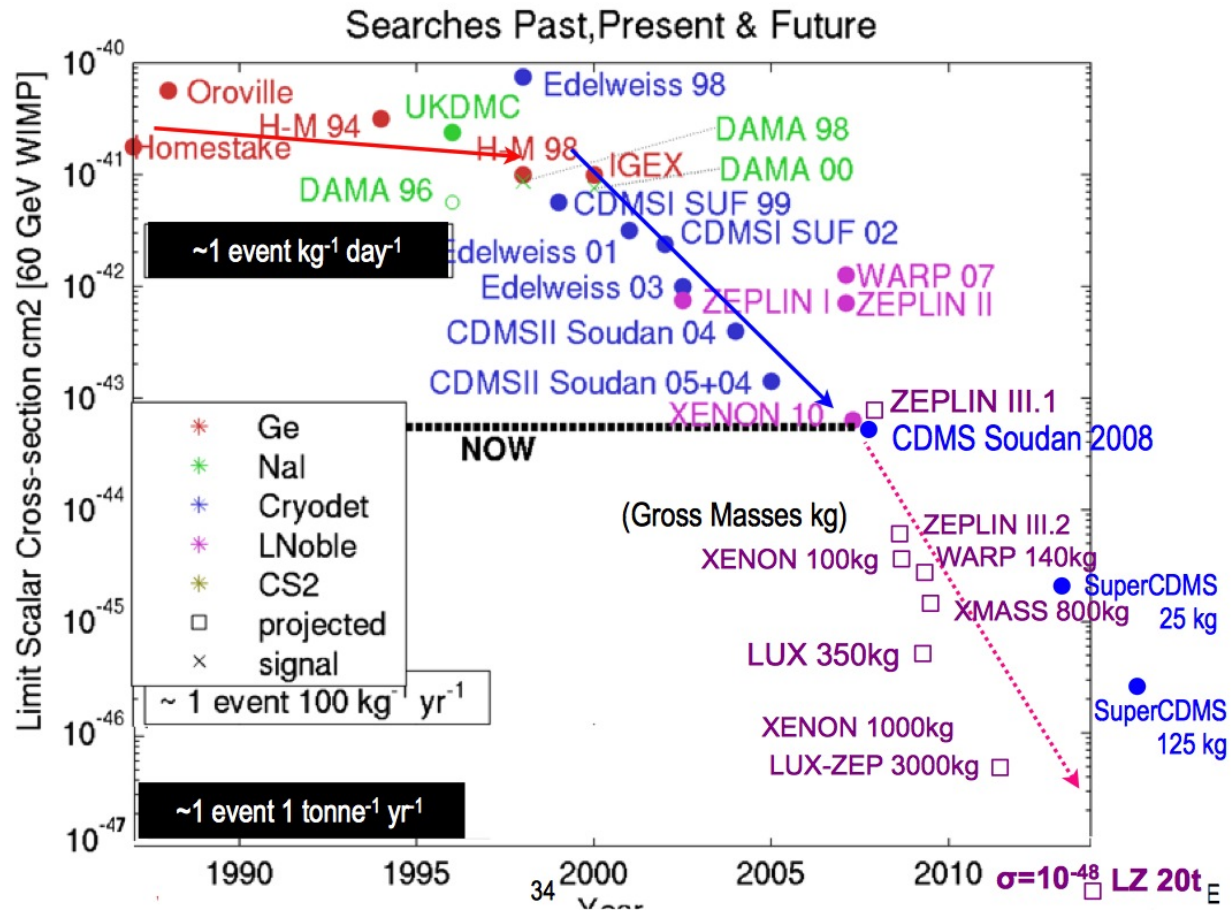 Searches Past,Present & Future
Limit Scalar Cross-section cm2 [60 GeV WIMP]
10-40
10-41
10-42
10-43
10-44
10-45
10-46
10-47
Oroville
Edelweiss 98
UKDMC
H-M 94
DAMA 98
Homestake
H-M 98
IGEX
DAMA 00
DAMA 96
CDMSI SUF 99
~1 event kg-1 day-1
CDMSI SUF 02
Edelweiss 01
WARP 07
Edelweiss 03
ZEPLIN I
ZEPLIN II
CDMSII Soudan 04
CDMSII Soudan 05+04
XENON 10
ZEPLIN III.1
CDMS Soudan 2008
NOW
Ge
NaI
Cryodet
LNoble
CS2
projected
signal
(Gross Masses kg)
ZEPLIN III.2
XENON 100kg
WARP 140kg
SuperCDMS
25 kg
XMASS 800kg
LUX 350kg
~ 1 event 100 kg-1 yr-1
XENON 1000kg
SuperCDMS
125 kg
LUX-ZEP 3000kg
~1 event 1 tonne-1 yr-1
1990
1995
2000
2005
2010
34
Year
σ=10-48 LZ 20t
E